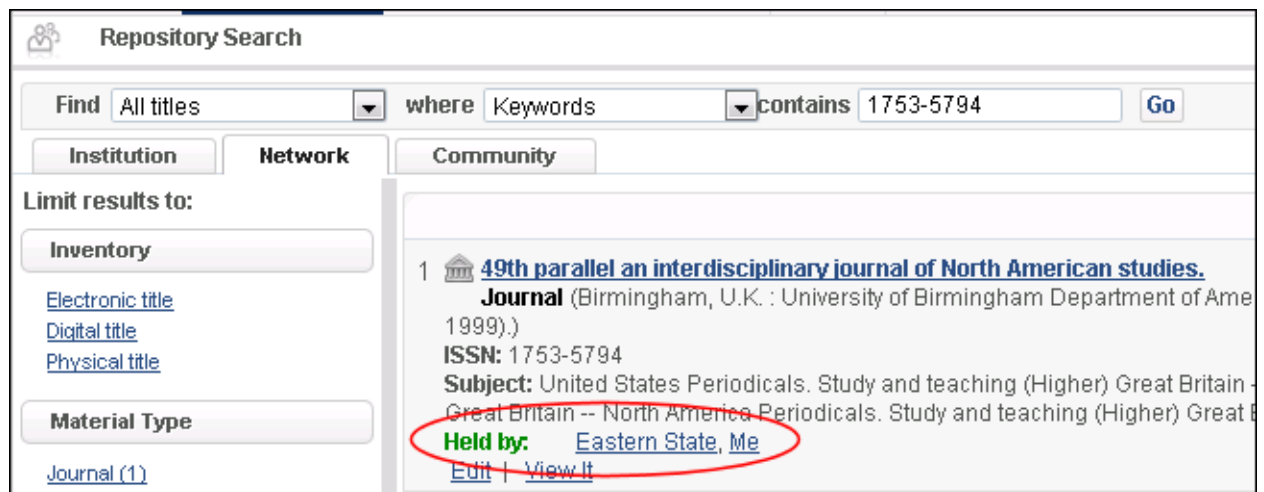 Repository Search
Find All titles where Keywords contains 1753-5794 Go
Institution Network Community
Limit results to:
Inventory
Electronic title
Digital title
Physical title
Material Type
Journal (1)
1 49th parallel an interdisciplinary journal of North American studies.
Journal (Birmingham, U.K. : University of Birmingham Department of Ame
1999).)
ISSN: 1753-5794
Subject: United States Periodicals. Study and teaching (Higher) Great Britain -
Great Britain -- North America Periodicals. Study and teaching (Higher) Great B
Held by: Eastern State, Me
Edit | View It